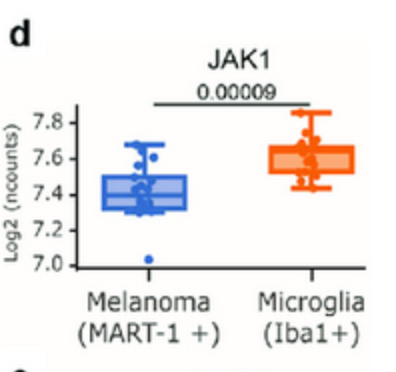 d
JAK1
0.00009
Log2 (ncounts)
7.8
7.6
7.4
7.2
7.0
Melanoma Microglia
(MART-1 +) (Iba1+)